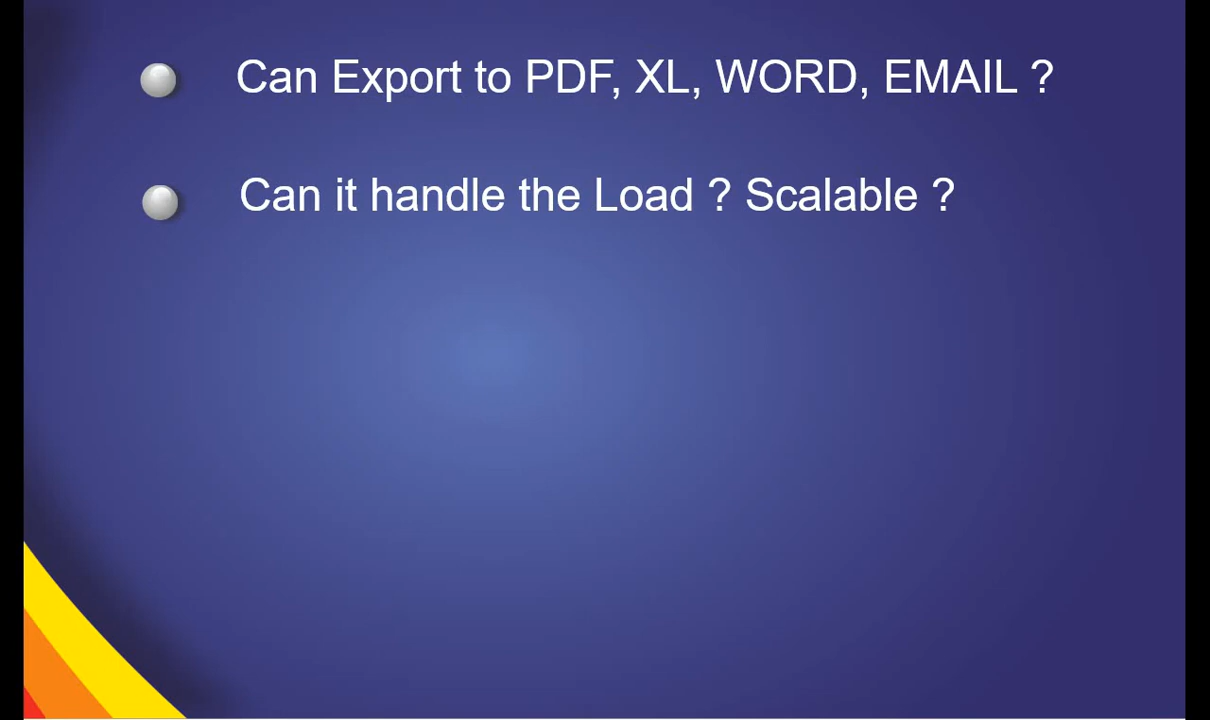 Can Export to PDF, XL, WORD, EMAIL ?
Can it handle the Load ? Scalable ?